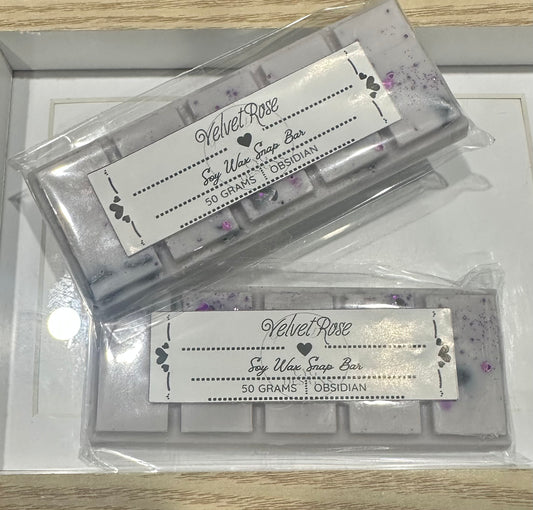 Velvet Rose
Soy Wax Snap Bar
50 GRAMS OBSIDIAN
Velvet Rose
Soy Wax Snap Bar
50 GRAMS OBSIDIAN